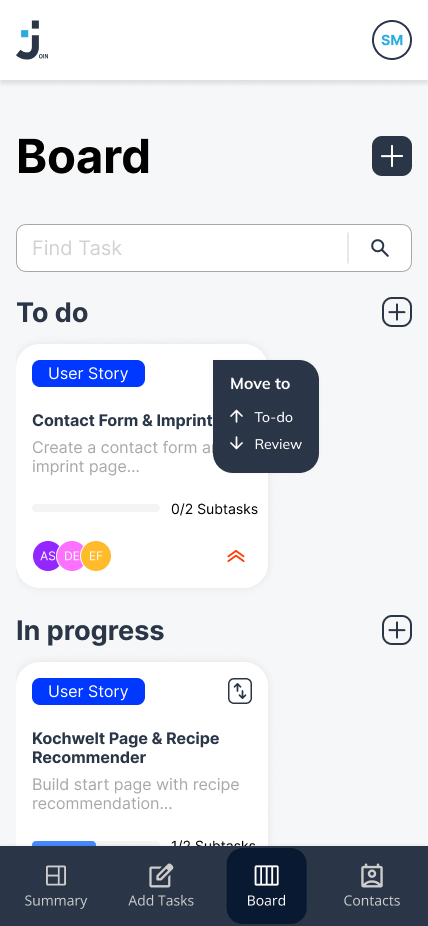 J
OIN
SM
Board
Find Task
To do
User Story
Move to
To-do
Review
Contact Form & Imprint
Create a contact form a
imprint page...
0/2 Subtasks
AS
DE
EF
In progress
User Story
Kochwelt Page & Recipe
Recommender
Build start page with recipe
recommendation...
1/2 Subtasks
Summary
Add Tasks
Board
Contacts